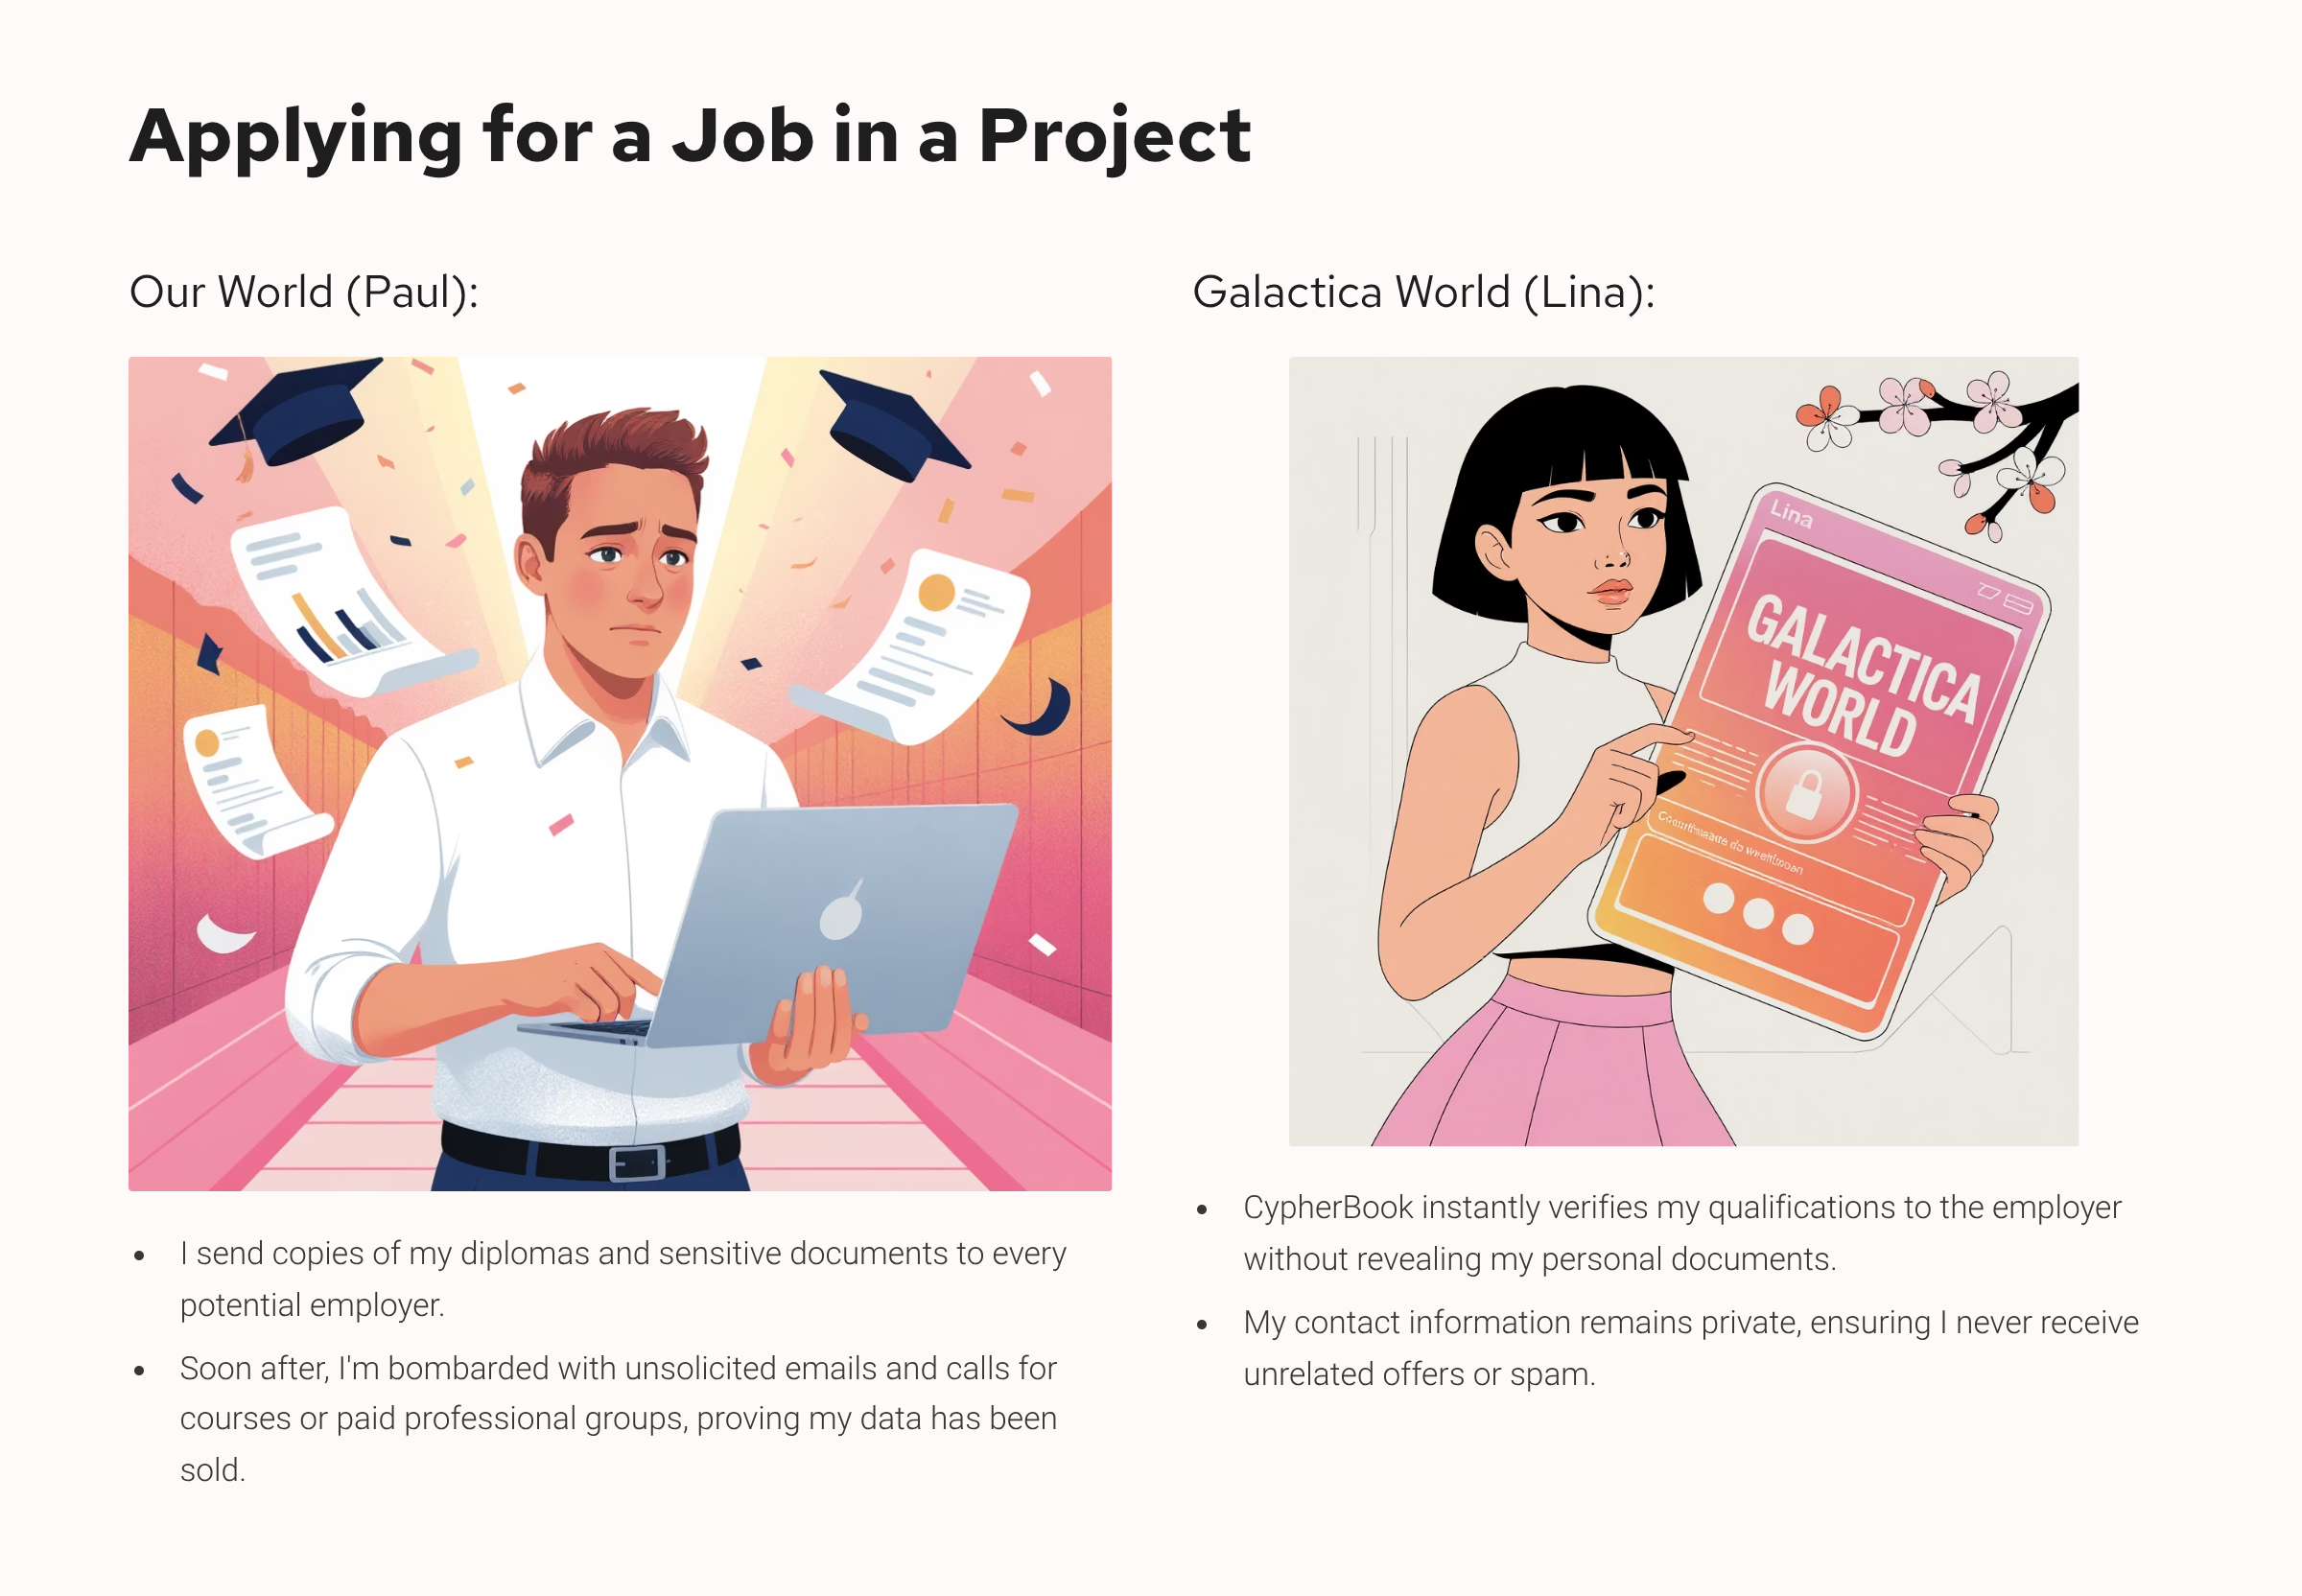 Applying for a Job in a Project
Our World (Paul):
I send copies of my diplomas and sensitive documents to every
potential employer.
Soon after, I'm bombarded with unsolicited emails and calls for
courses or paid professional groups, proving my data has been
sold.
Galactica World (Lina):
Lina
GALACTICA
WORLD
CypherBook instantly verifies my qualifications to the employer
without revealing my personal documents.
My contact information remains private, ensuring I never receive
unrelated offers or spam.